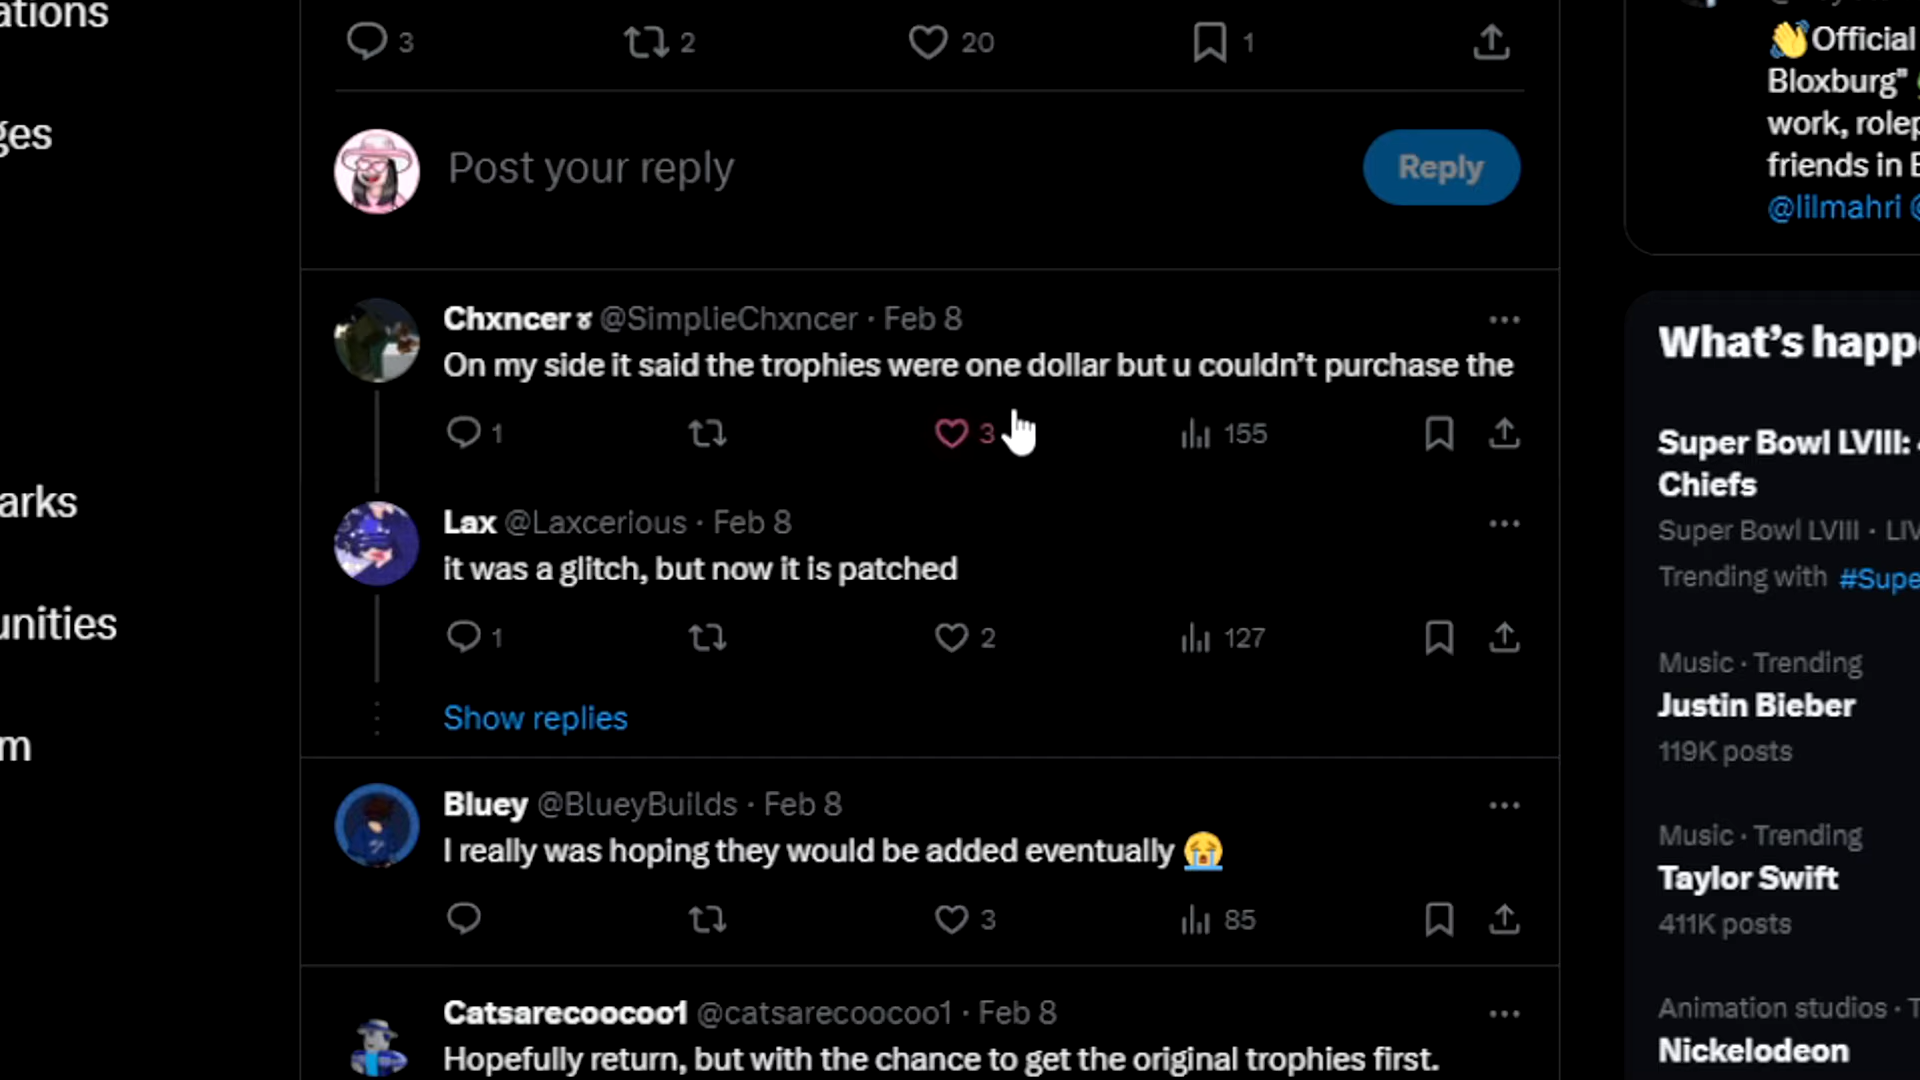 ations
ges
arks
unities
m
3 2 20 1
Post your reply
Reply
Chxncer @SimplieChxncer · Feb 8
On my side it said the trophies were one dollar but u couldn't purchase the
1 3 155
Lax @Laxcerious · Feb 8
it was a glitch, but now it is patched
1 2 127
Show replies
Bluey @BlueyBuilds · Feb 8
I really was hoping they would be added eventually 😭
3 85
Catsarecoocoo1 @catsarecoocoo1 · Feb 8
Hopefully return, but with the chance to get the original trophies first.
👋Official
Bloxburg"
work, rolep
friends in B
@lilmahri @
What's happe
Super Bowl LVIII:
Chiefs
Super Bowl LVIII · LIV
Trending with #Supe
Music · Trending
Justin Bieber
119K posts
Music · Trending
Taylor Swift
411K posts
Animation studios · T
Nickelodeon